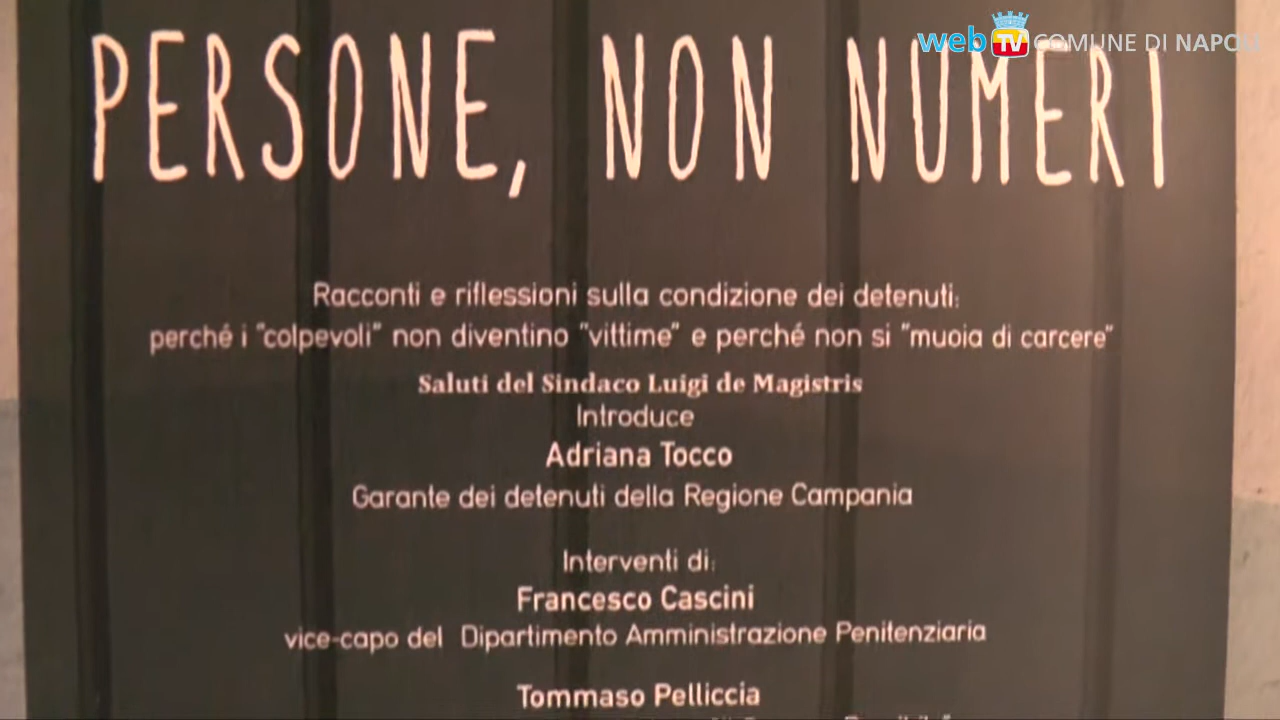 web TV COMUNE DI NAPOLI
PERSONE, NON NUMERI
Racconti e riflessioni sulla condizione dei detenuti:
perché i "colpevoli" non diventino "vittime" e perché non si "muoia di carcere"
Saluti del Sindaco Luigi de Magistris
Introduce
Adriana Tocco
Garante dei detenuti della Regione Campania
Interventi di:
Francesco Cascini
vice-capo del Dipartimento Amministrazione Penitenziaria
Tommaso Pelliccia